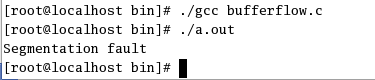 [root@localhost bin]# ./gcc bufferflow.c
[root@localhost bin]# ./a.out
Segmentation fault
[root@localhost bin]#